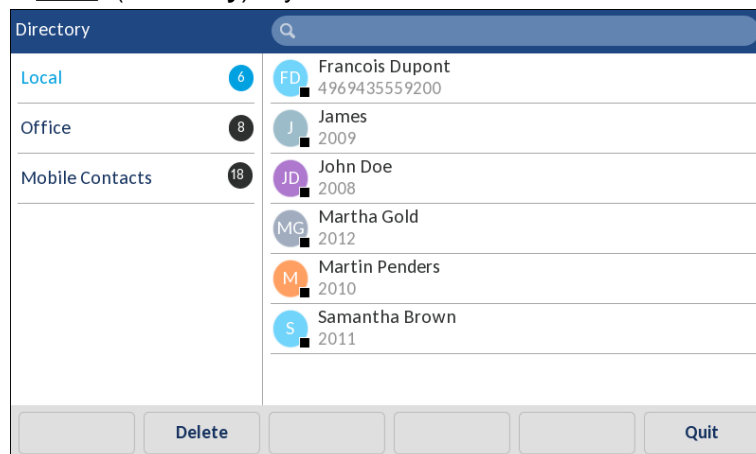 Directory
Local 6
Office 8
Mobile Contacts 18
FD Francois Dupont
4969435559200
J James
2009
JD John Doe
2008
MG Martha Gold
2012
M Martin Penders
2010
S Samantha Brown
2011
Delete Quit